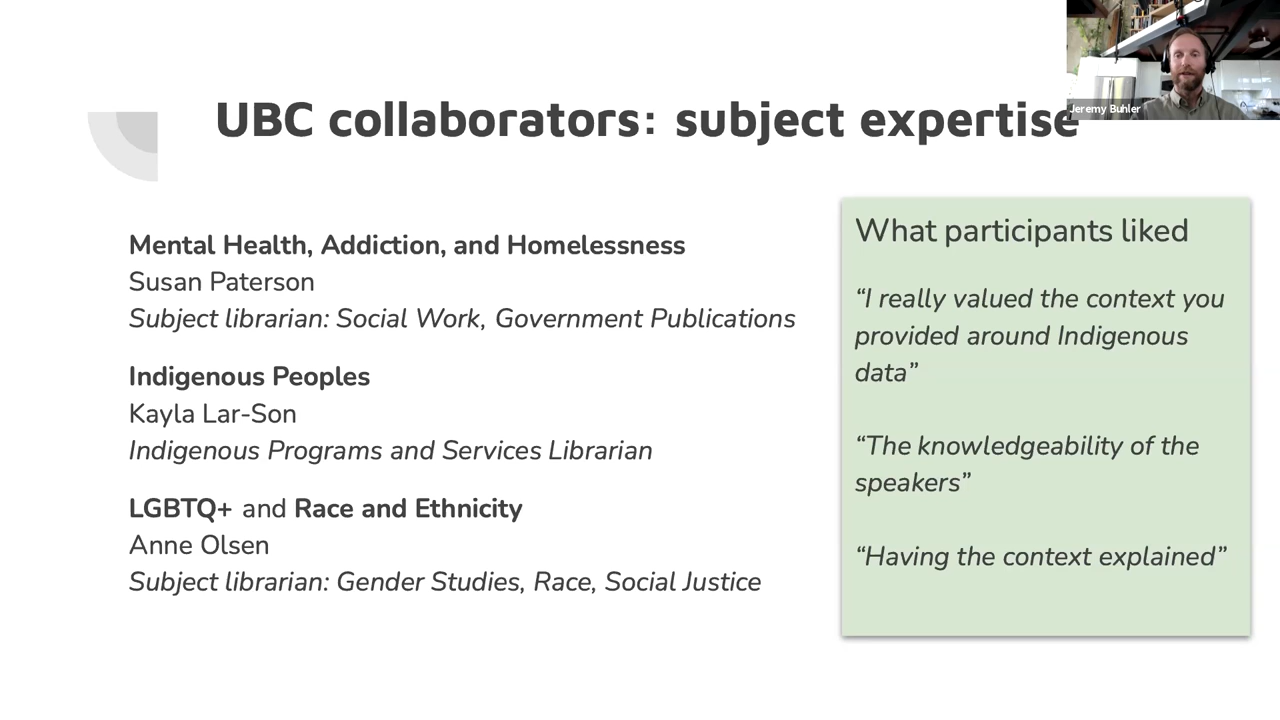 Jeremy Buhler
UBC collaborators: subject expertise
Mental Health, Addiction, and Homelessness
Susan Paterson
Subject librarian: Social Work, Government Publications
Indigenous Peoples
Kayla Lar-Son
Indigenous Programs and Services Librarian
LGBTQ+ and Race and Ethnicity
Anne Olsen
Subject librarian: Gender Studies, Race, Social Justice
What participants liked
“I really valued the context you
provided around Indigenous
data”
“The knowledgeability of the
speakers”
“Having the context explained”